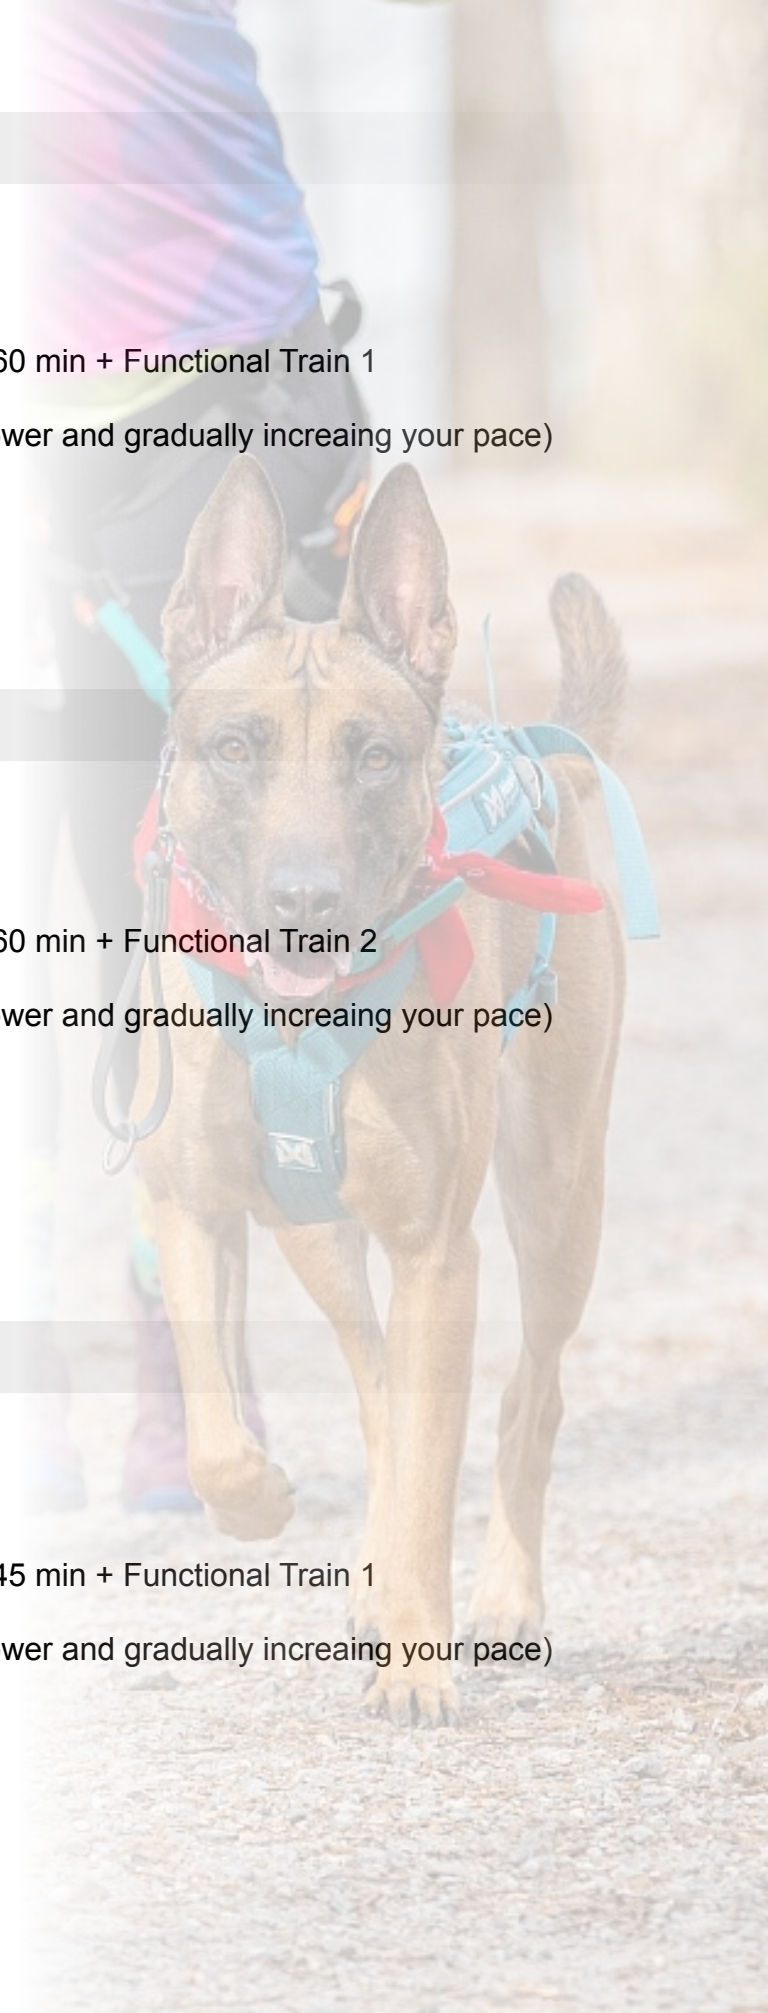 60 min + Functional Train 1
wer and gradually increaing your pace)
60 min + Functional Train 2
wer and gradually increaing your pace)
45 min + Functional Train 1
wer and gradually increaing your pace)